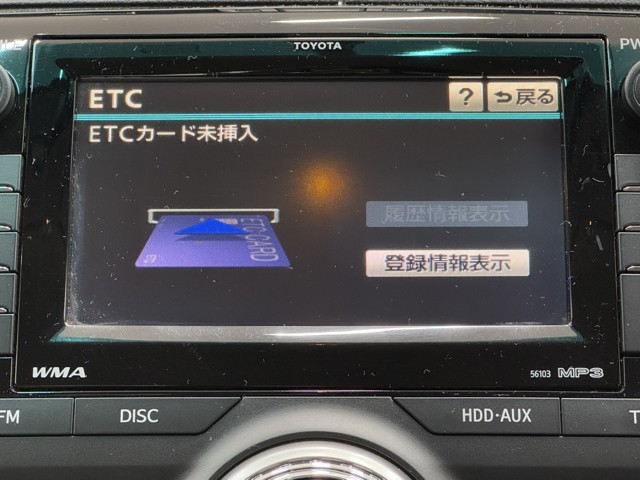 TOYOTA
PW
ETC
? 戻る
ETCカード未挿入
ETC-CARD
履歴情報表示
登録情報表示
WMA
56103 MP3
FM DISC HDD·AUX T